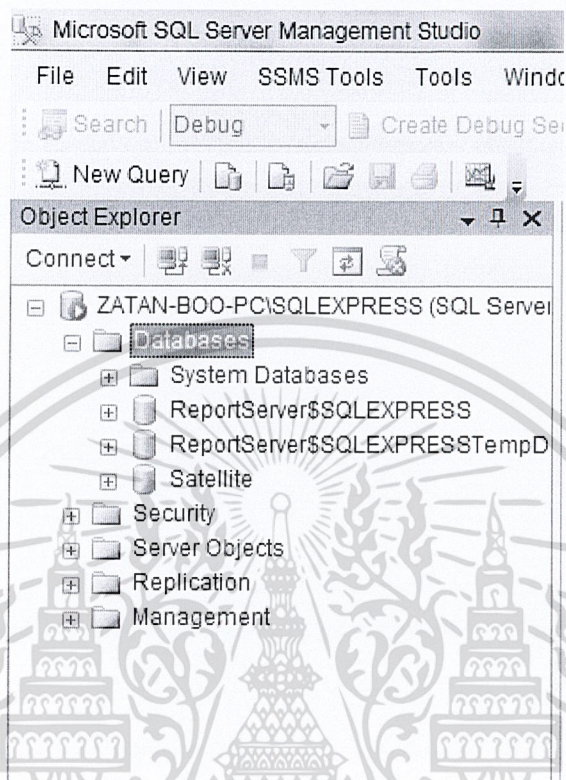 Microsoft SQL Server Management Studio
File Edit View SSMS Tools Tools Windo
Search Debug Create Debug Se
New Query
Object Explorer
Connect
ZATAN-BOO-PC\SQLEXPRESS (SQL Server
Databases
System Databases
ReportServer$SQLEXPRESS
ReportServer$SQLEXPRESSTempD
Satellite
Security
Server Objects
Replication
Management